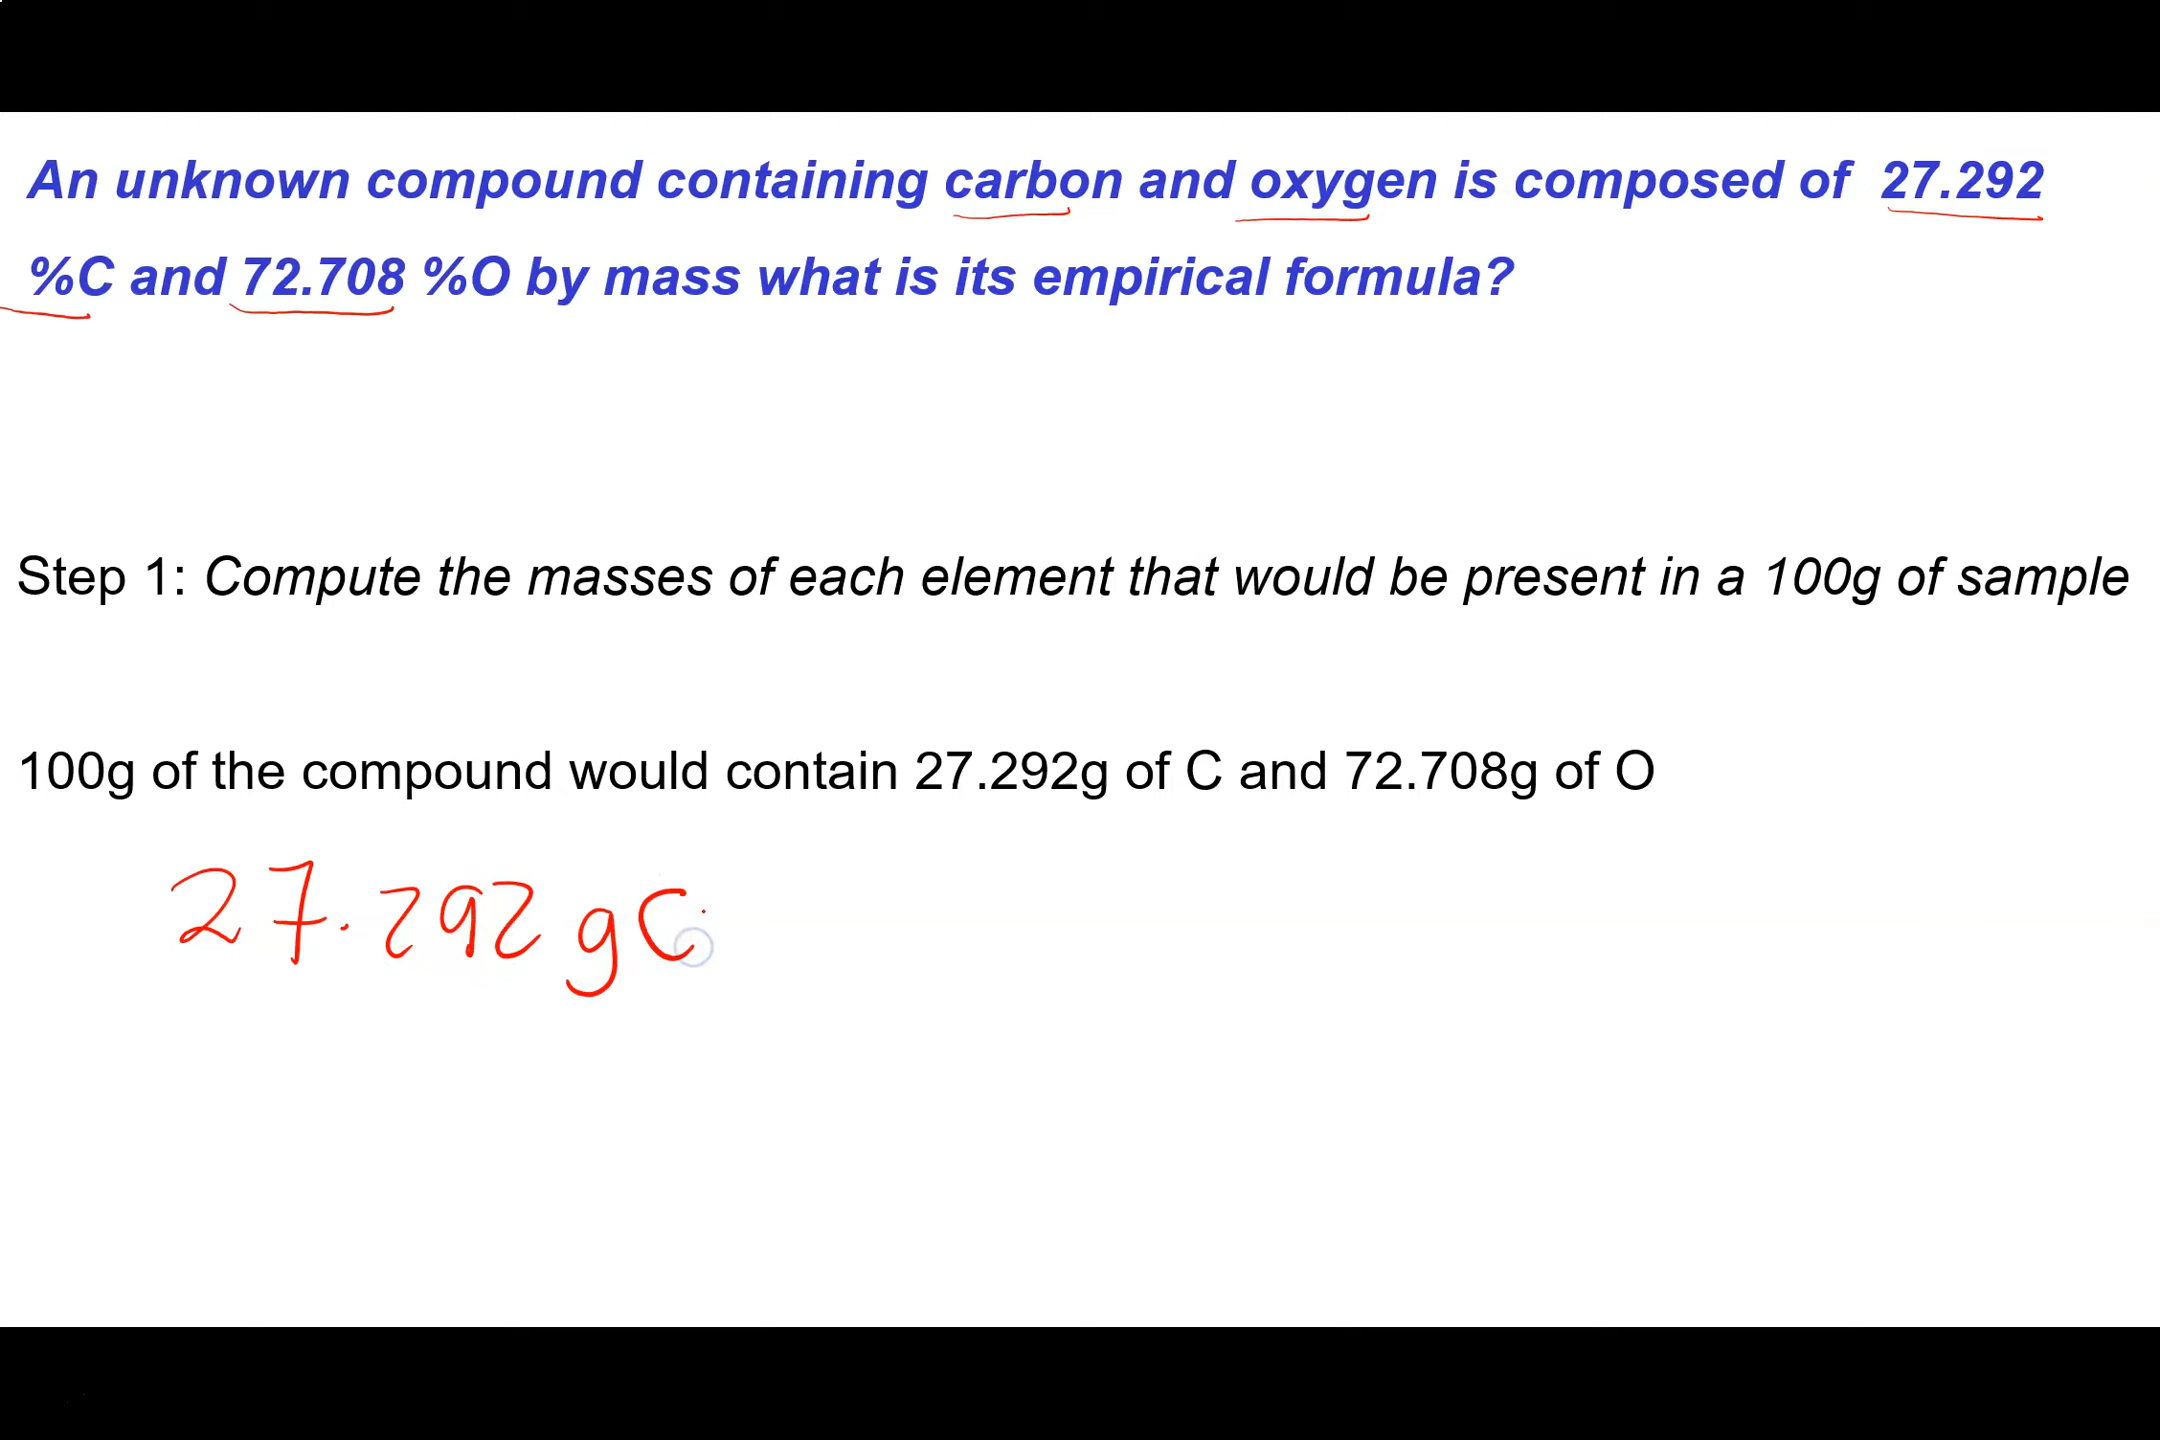 An unknown compound containing carbon and oxygen is composed of 27.292
%C and 72.708 %O by mass what is its empirical formula?
Step 1: Compute the masses of each element that would be present in a 100g of sample
100g of the compound would contain 27.292g of C and 72.708g of O
27.292 g C